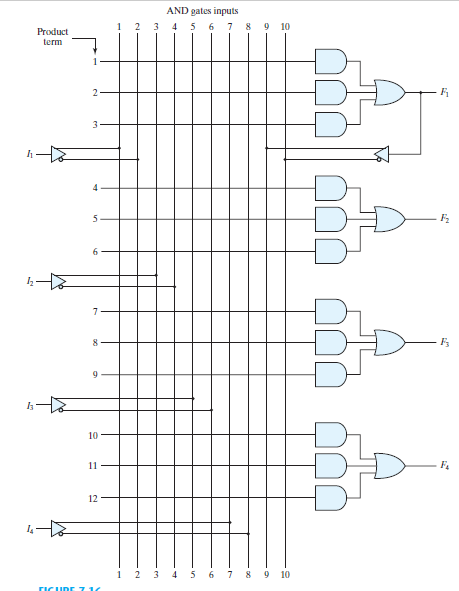 AND gates inputs
Product term
1 2 3 4 5 6 7 8 9 10
1
2
3
F1
I1
4
5
6
F2
I2
7
8
9
F3
I3
10
11
12
F4
I4
1 2 3 4 5 6 7 8 9 10